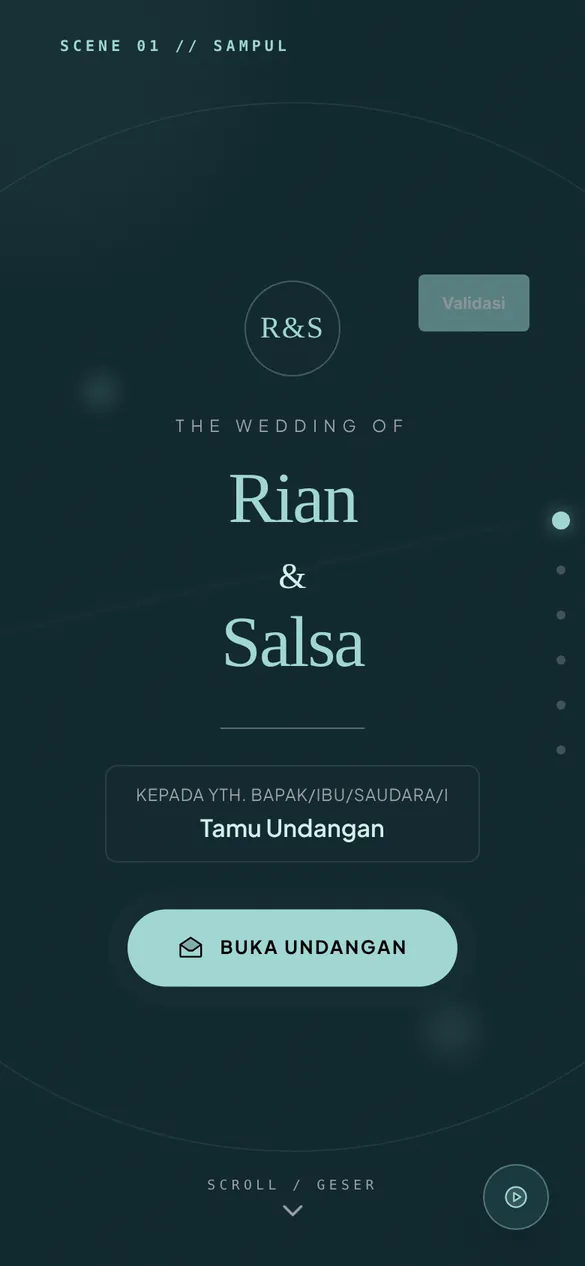 SCENE 01 // SAMPUL
Validasi
R&S
THE WEDDING OF
Rian
&
Salsa
KEPADA YTH. BAPAK/IBU/SAUDARA/I
Tamu Undangan
BUKA UNDANGAN
SCROLL / GESER